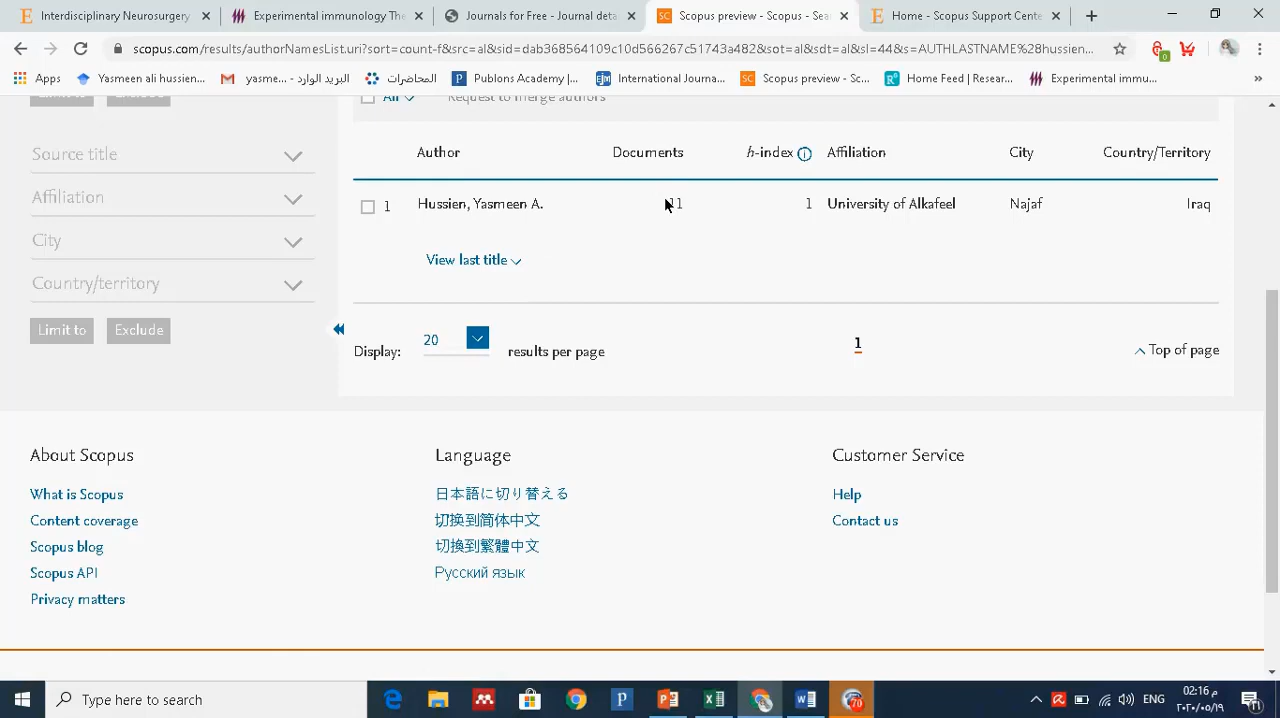 Interdisciplinary Neurosurgery
Experimental immunology T
Journals for Free - Journal deta
Scopus preview - Scopus - Sea
Home - Scopus Support Cente
scopus.com/results/authorNamesList.uri?sort=count-f&src=al&sid=dab368564109c10d566267c51743a482&sot=al&sdt=al&sl=44&s=AUTHLASTNAME%28hussien...
Apps
Yasmeen ali hussien...
البريد الوارد - yasme...
المحاضرات
Publons Academy |...
International Journa...
Scopus preview - Sc...
Home Feed | Resear...
Experimental immu...
Limit to
Exclude
All
Request to merge authors
Source title
Affiliation
City
Country/territory
Limit to
Exclude
Author Documents h-index Affiliation City Country/Territory
1 Hussien, Yasmeen A. 11 1 University of Alkafeel Najaf Iraq
View last title
Display: 20 results per page
1
Top of page
About Scopus
What is Scopus
Content coverage
Scopus blog
Scopus API
Privacy matters
Language
日本語に切り替える
切换到简体中文
切換到繁體中文
Русский язык
Customer Service
Help
Contact us
Type here to search
ENG
02:16 م
٢٠٢٠/٠٥/١٩